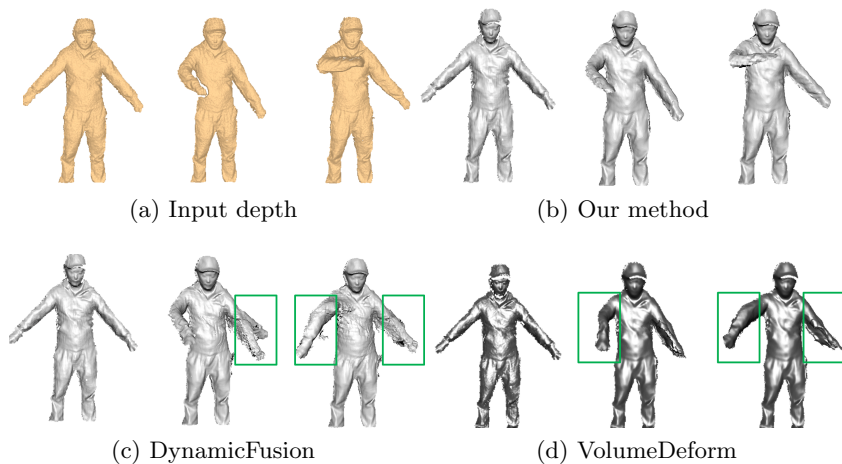 (a) Input depth
(b) Our method
(c) DynamicFusion
(d) VolumeDeform